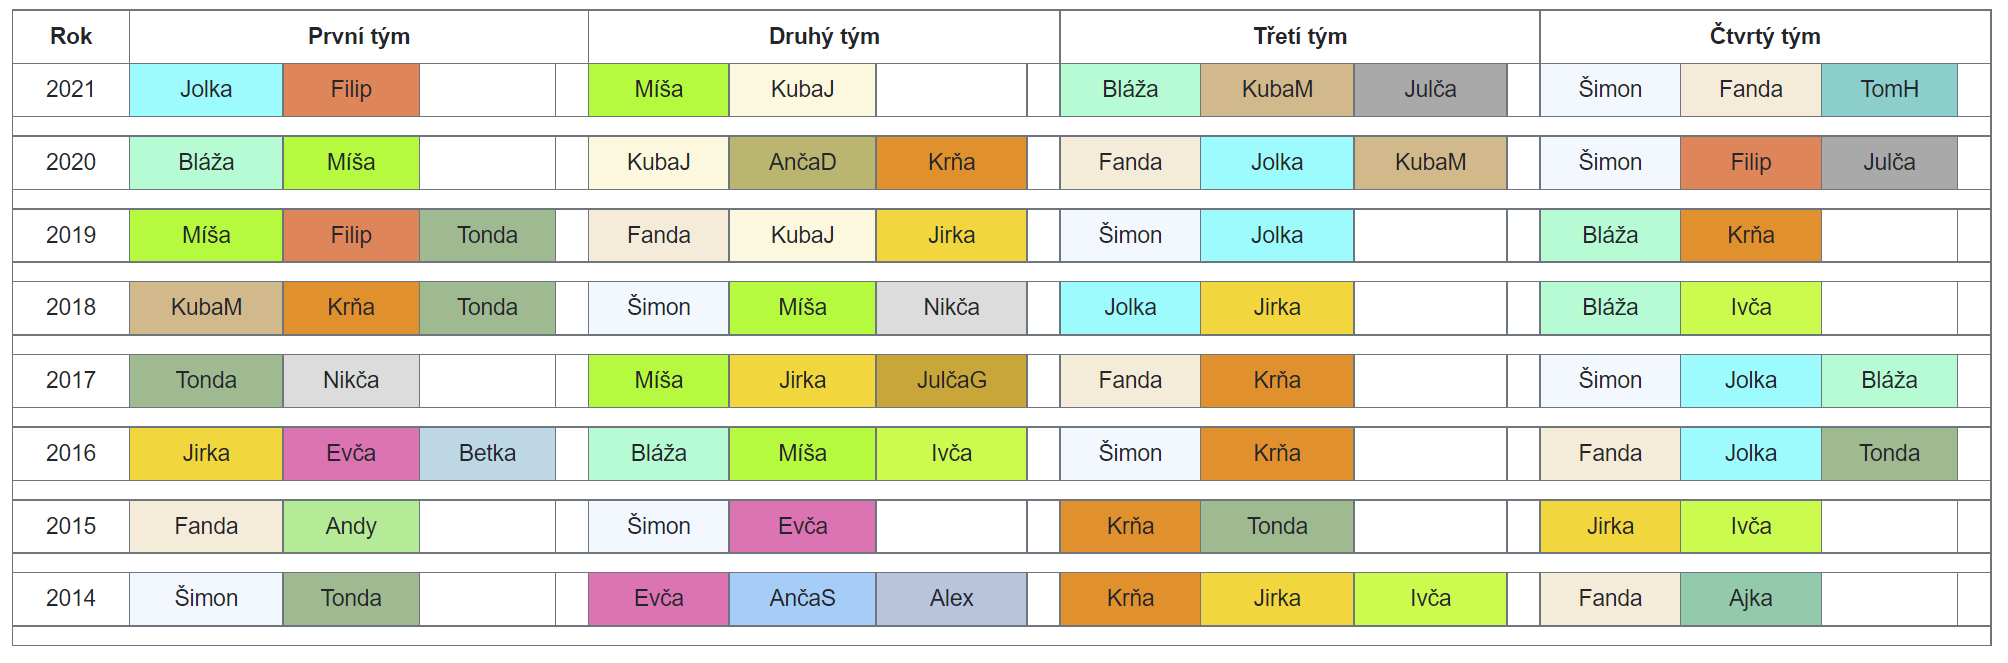 Rok První tým Druhý tým Třetí tým Čtvrtý tým
2021 Jolka Filip Míša KubaJ Bláža KubaM Julča Šimon Fanda TomH
2020 Bláža Míša KubaJ AnčaD Krňa Fanda Jolka KubaM Šimon Filip Julča
2019 Míša Filip Tonda Fanda KubaJ Jirka Šimon Jolka Bláža Krňa
2018 KubaM Krňa Tonda Šimon Míša Nikča Jolka Jirka Bláža Ivča
2017 Tonda Nikča Míša Jirka JulčaG Fanda Krňa Šimon Jolka Bláža
2016 Jirka Evča Betka Bláža Míša Ivča Šimon Krňa Fanda Jolka Tonda
2015 Fanda Andy Šimon Evča Krňa Tonda Jirka Ivča
2014 Šimon Tonda Evča AnčaS Alex Krňa Jirka Ivča Fanda Ajka